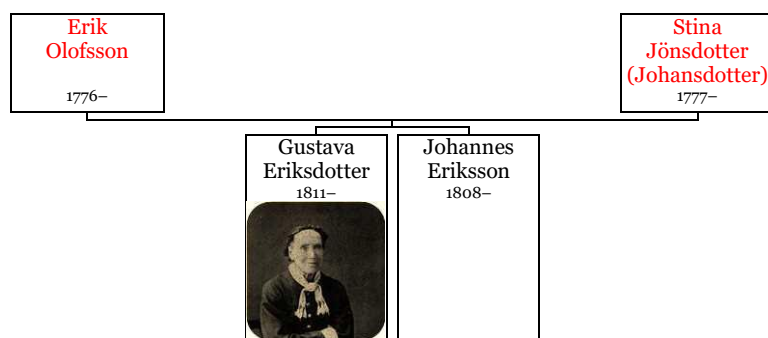 Erik
Olofsson
1776–
Stina
Jönsdotter
(Johansdotter)
1777–
Gustava
Eriksdotter
1811–
Johannes
Eriksson
1808–